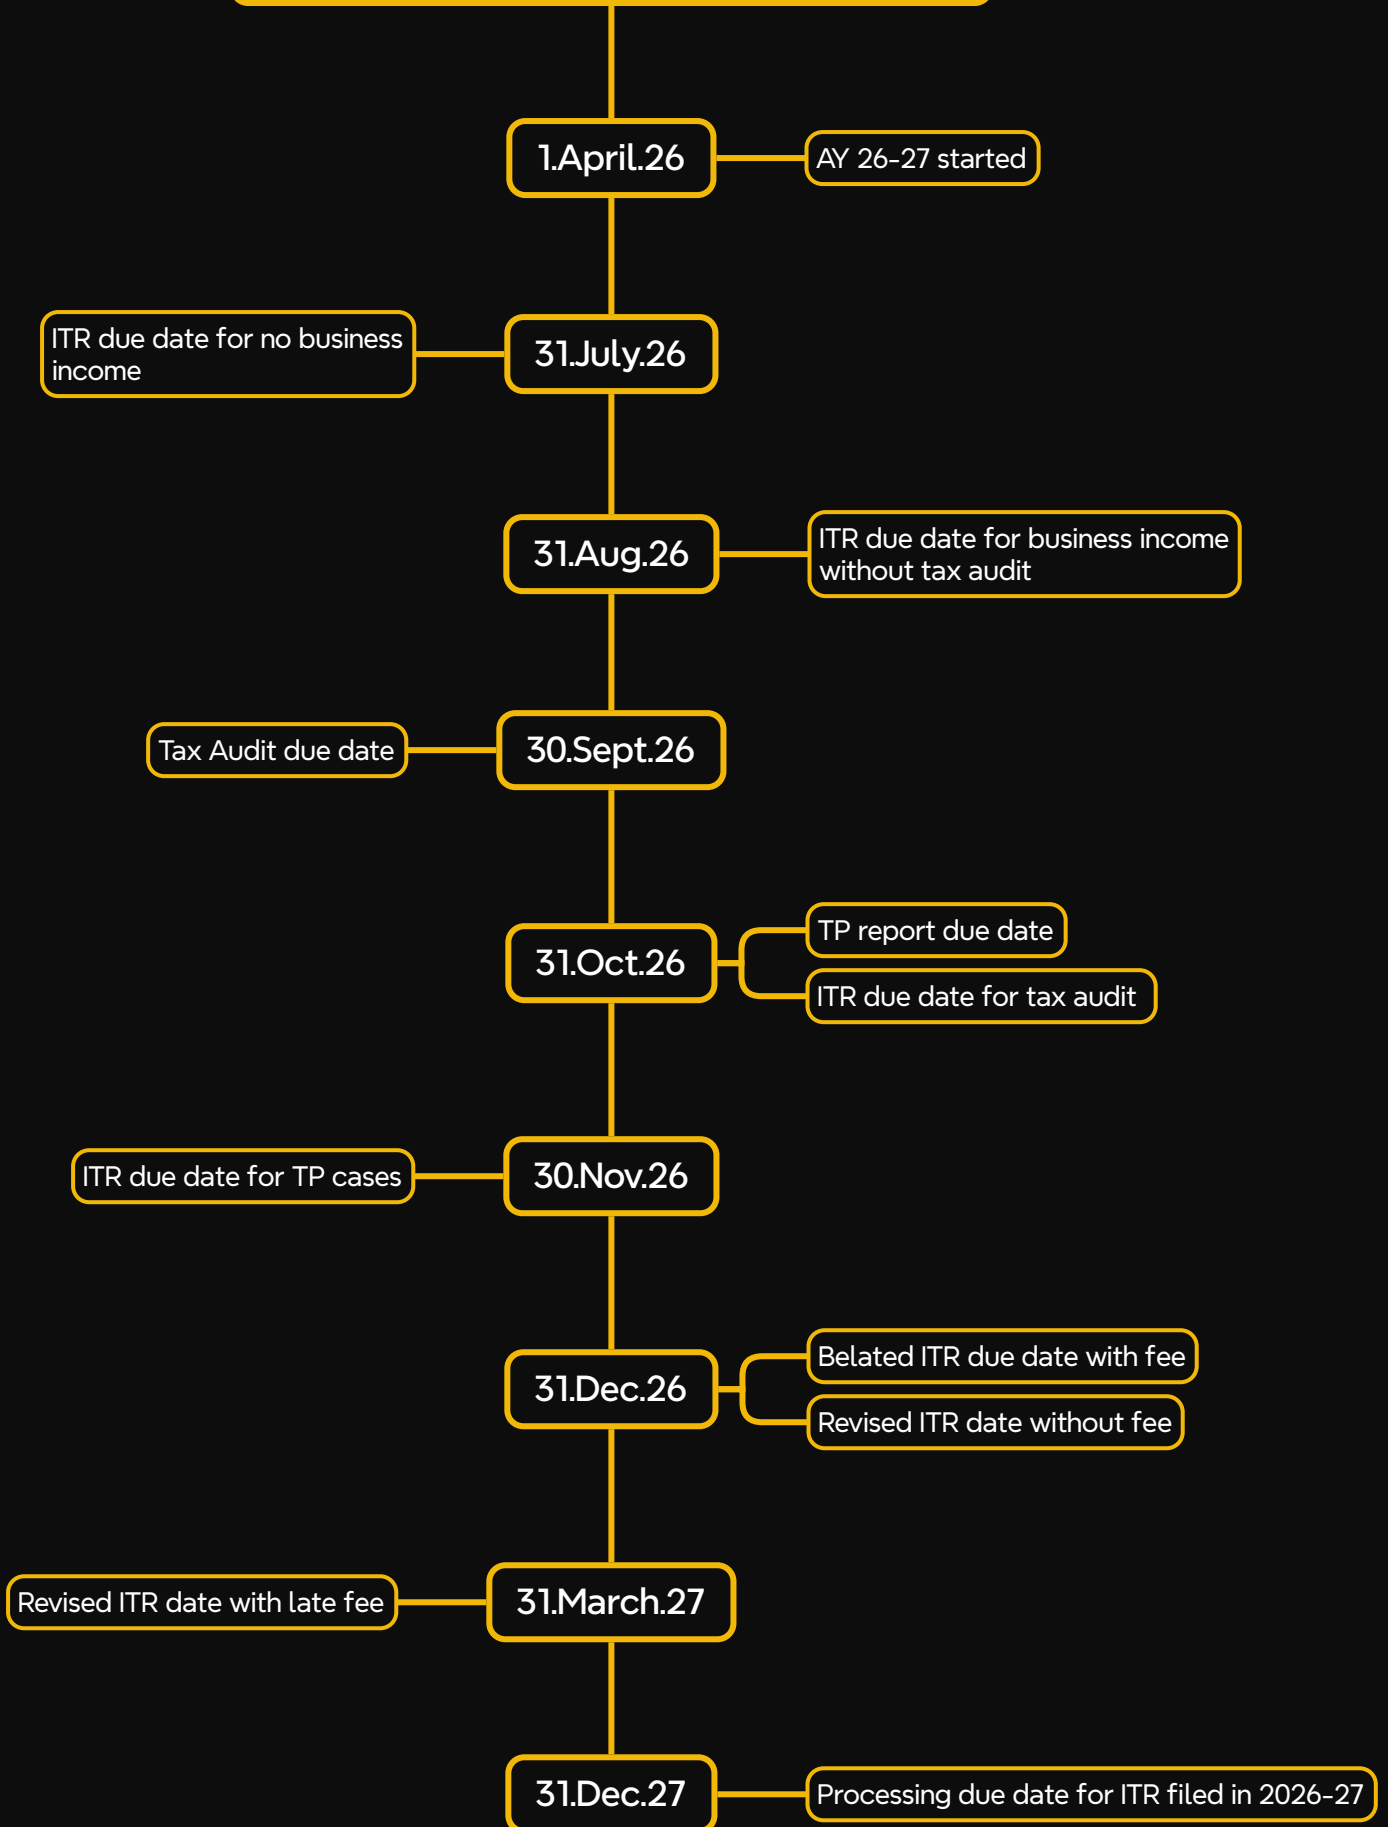 1.April.26
AY 26-27 started
ITR due date for no business
income
31.July.26
31.Aug.26
ITR due date for business income
without tax audit
Tax Audit due date
30.Sept.26
31.Oct.26
TP report due date
ITR due date for tax audit
ITR due date for TP cases
30.Nov.26
31.Dec.26
Belated ITR due date with fee
Revised ITR date without fee
Revised ITR date with late fee
31.March.27
31.Dec.27
Processing due date for ITR filed in 2026-27